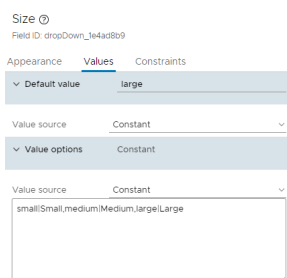 Size
Field ID: dropDown_1e4ad8b9
Appearance Values Constraints
Default value large
Value source Constant
Value options Constant
Value source Constant
small|Small,medium|Medium,large|Large